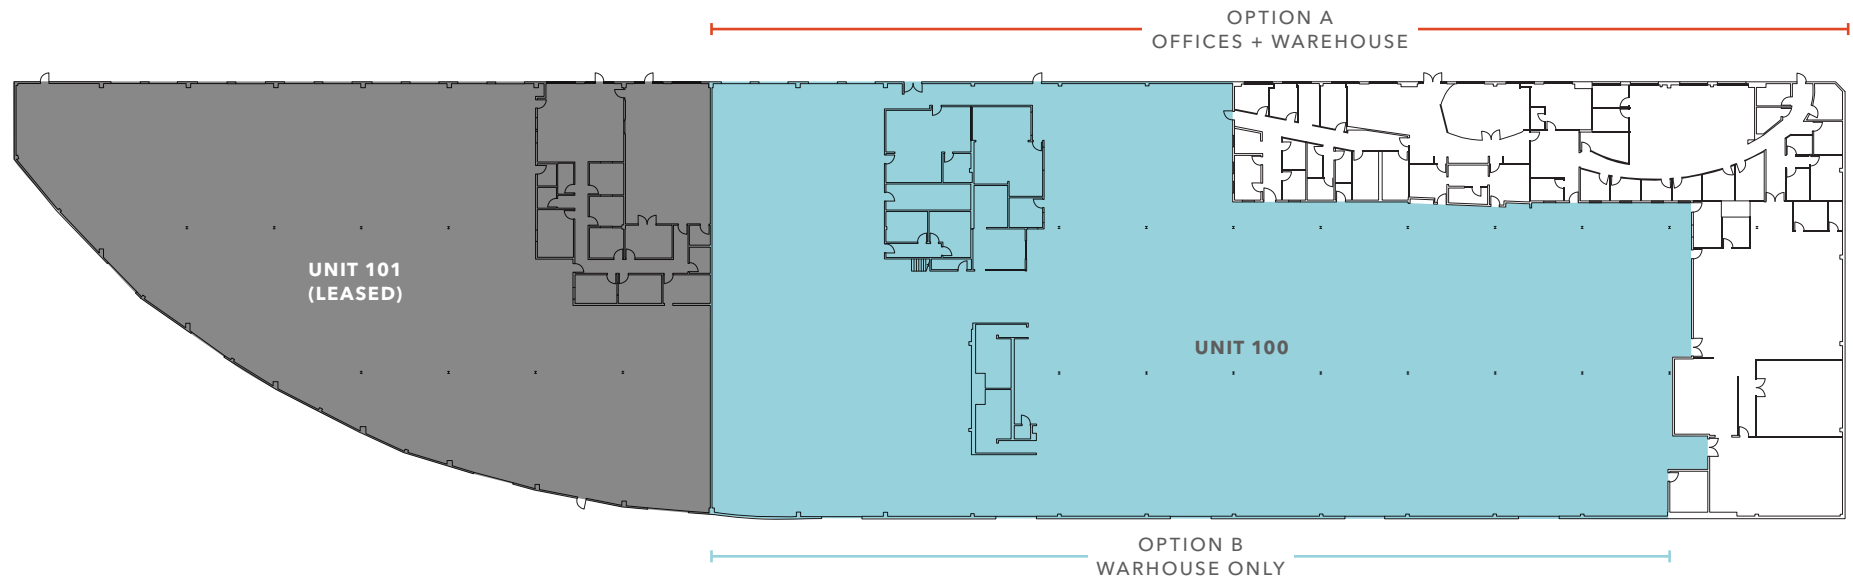 OPTION A
OFFICES + WAREHOUSE
UNIT 101
(LEASED)
UNIT 100
OPTION B
WARHOUSE ONLY